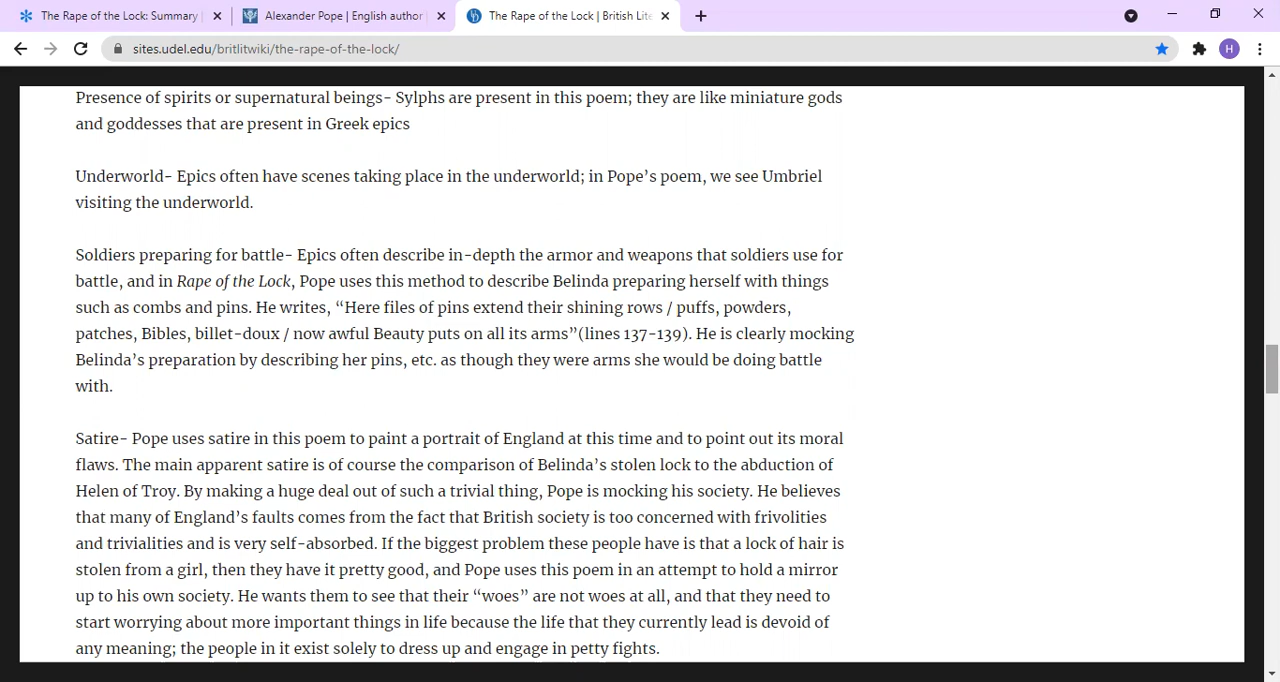 The Rape of the Lock: Summary
Alexander Pope | English author
The Rape of the Lock | British Lite
sites.udel.edu/britlitwiki/the-rape-of-the-lock/
H
Presence of spirits or supernatural beings- Sylphs are present in this poem; they are like miniature gods
and goddesses that are present in Greek epics
Underworld- Epics often have scenes taking place in the underworld; in Pope’s poem, we see Umbriel
visiting the underworld.
Soldiers preparing for battle- Epics often describe in-depth the armor and weapons that soldiers use for
battle, and in Rape of the Lock, Pope uses this method to describe Belinda preparing herself with things
such as combs and pins. He writes, “Here files of pins extend their shining rows / puffs, powders,
patches, Bibles, billet-doux / now awful Beauty puts on all its arms”(lines 137-139). He is clearly mocking
Belinda’s preparation by describing her pins, etc. as though they were arms she would be doing battle
with.
Satire- Pope uses satire in this poem to paint a portrait of England at this time and to point out its moral
flaws. The main apparent satire is of course the comparison of Belinda’s stolen lock to the abduction of
Helen of Troy. By making a huge deal out of such a trivial thing, Pope is mocking his society. He believes
that many of England’s faults comes from the fact that British society is too concerned with frivolities
and trivialities and is very self-absorbed. If the biggest problem these people have is that a lock of hair is
stolen from a girl, then they have it pretty good, and Pope uses this poem in an attempt to hold a mirror
up to his own society. He wants them to see that their “woes” are not woes at all, and that they need to
start worrying about more important things in life because the life that they currently lead is devoid of
any meaning; the people in it exist solely to dress up and engage in petty fights.